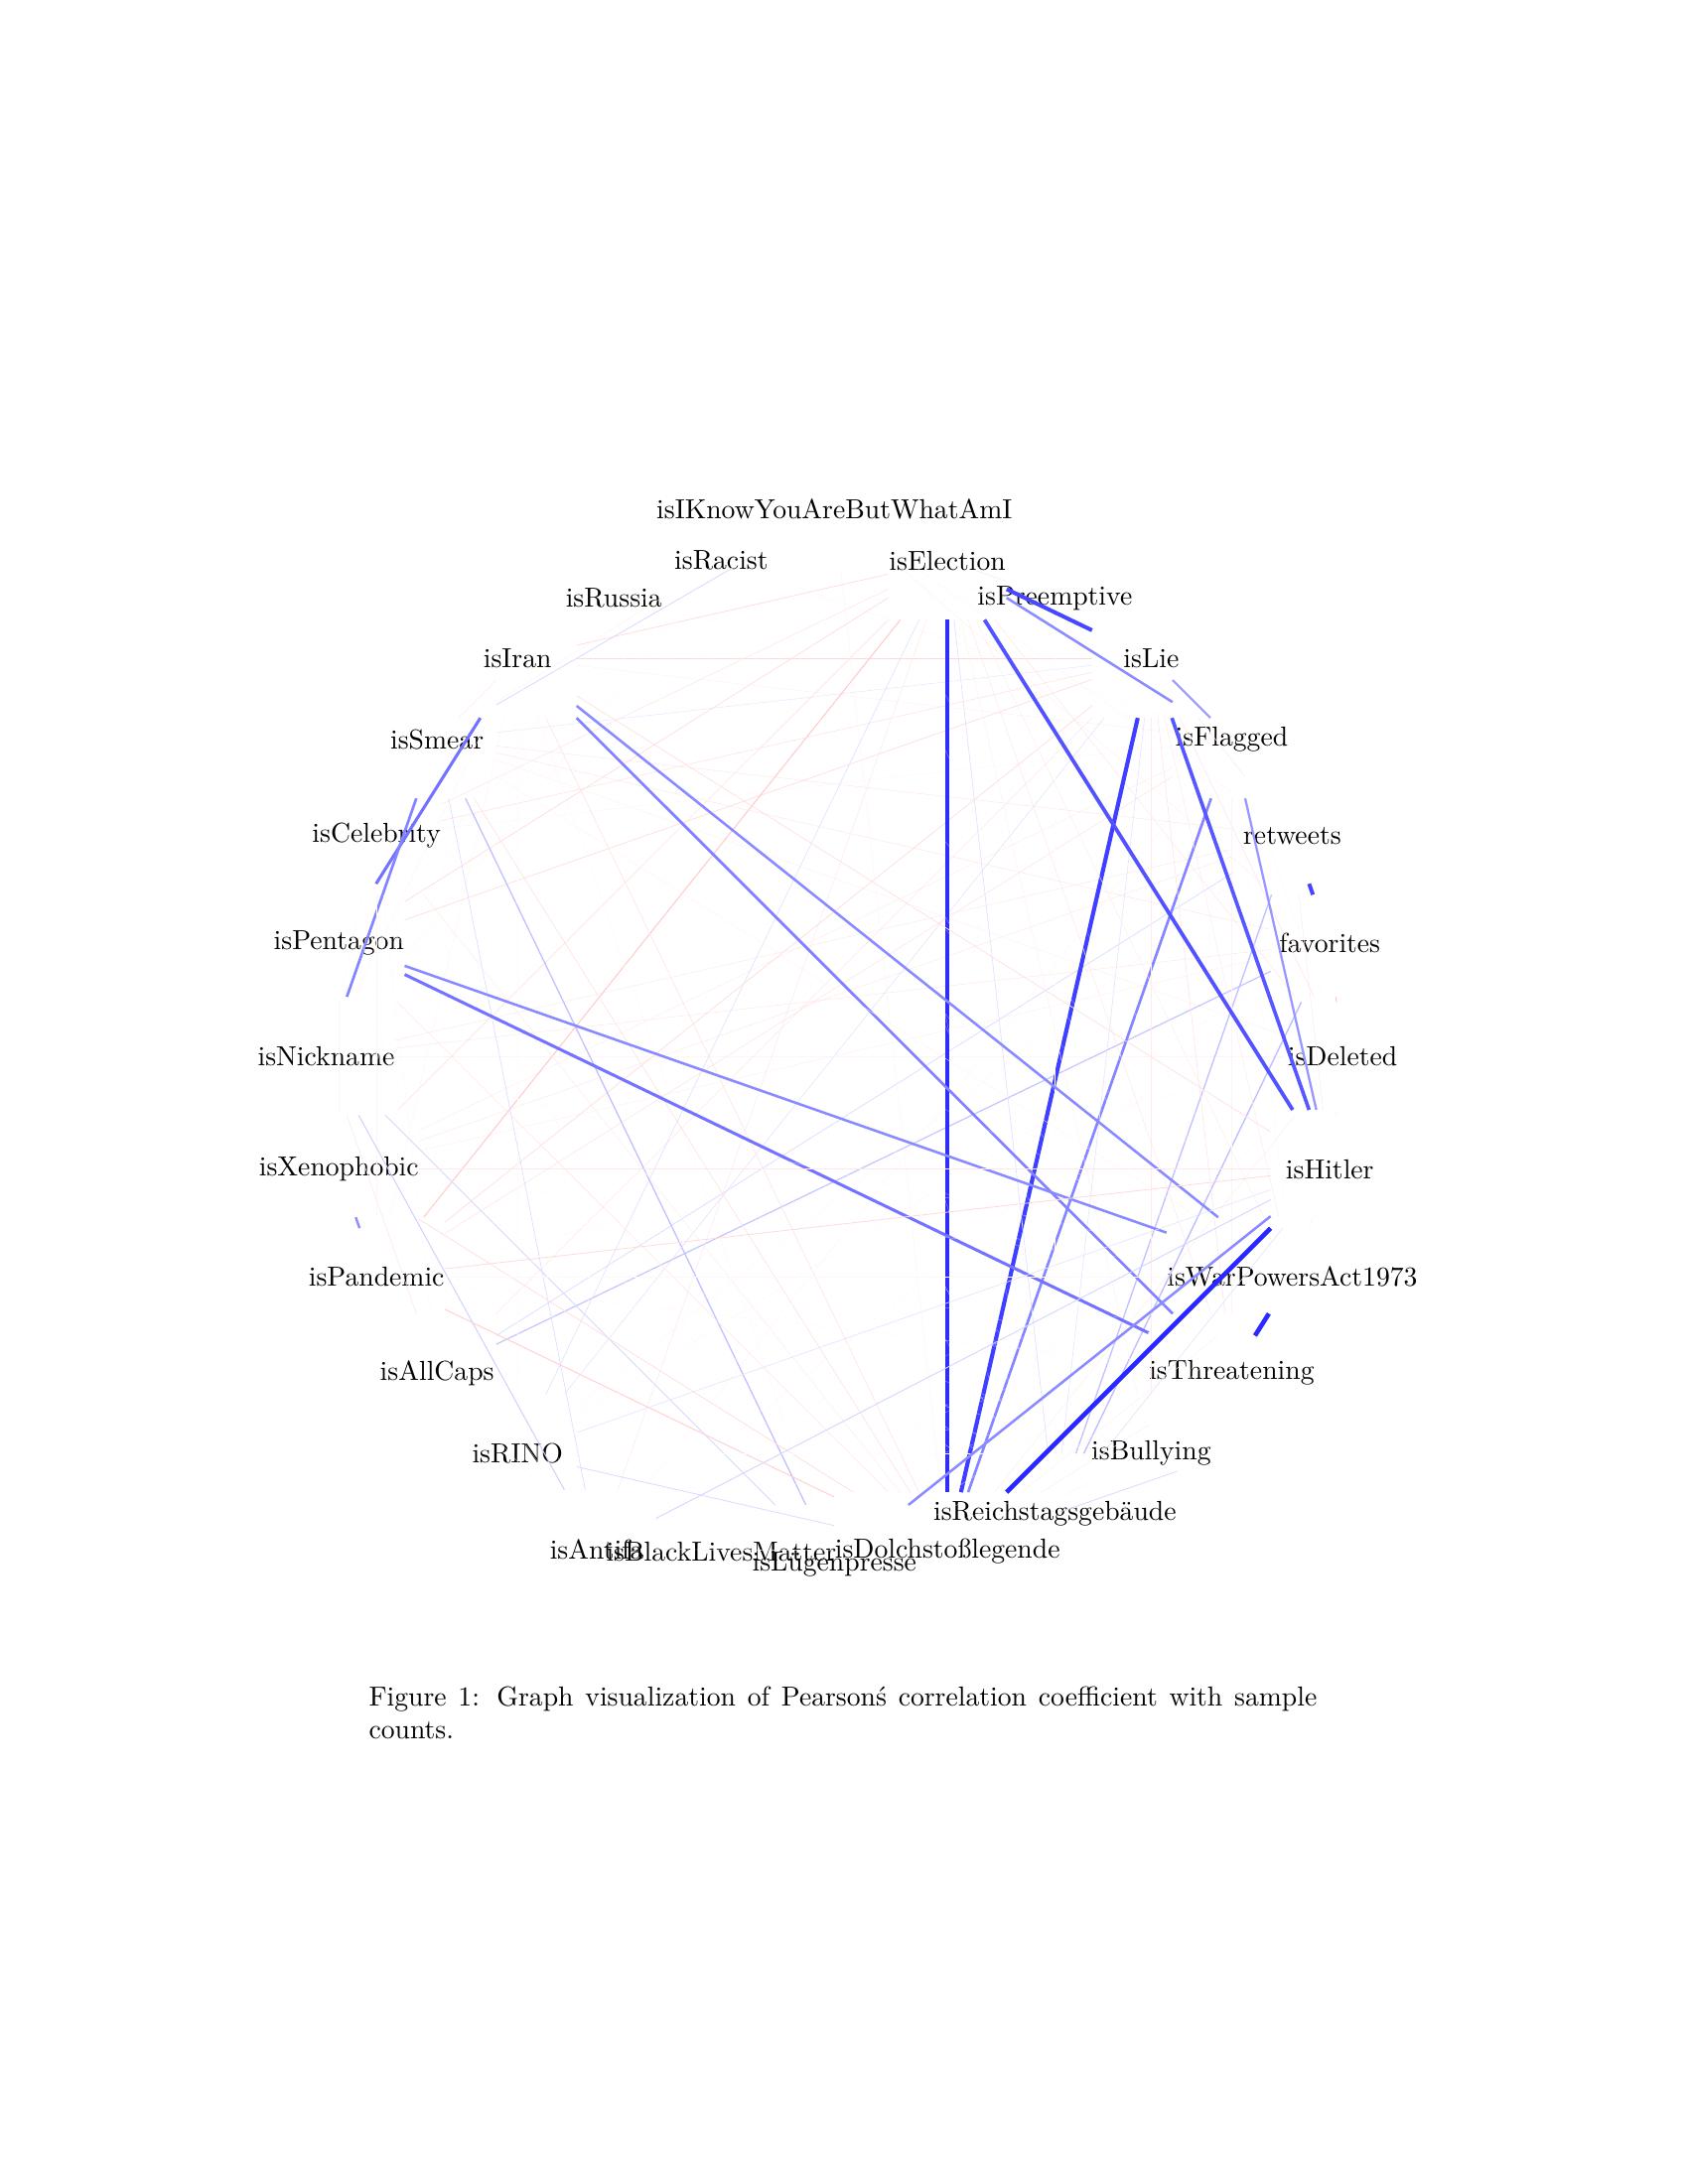 isIKnowYouAreButWhatAmI
isRacist
isElection
isRussia
isPreemptive
isIran
isLie
isSmear
isFlagged
isCelebrity
retweets
isPentagon
favorites
isNickname
isDeleted
isXenophobic
isHitler
isPandemic
isWarPowersAct1973
isAllCaps
isThreatening
isRINO
isBullying
isReichstagsgebäude
isAntifa
isBlackLivesMatter
isDolchstoßlegende
isLügenpresse
Figure 1: Graph visualization of Pearsonś correlation coefficient with sample
counts.